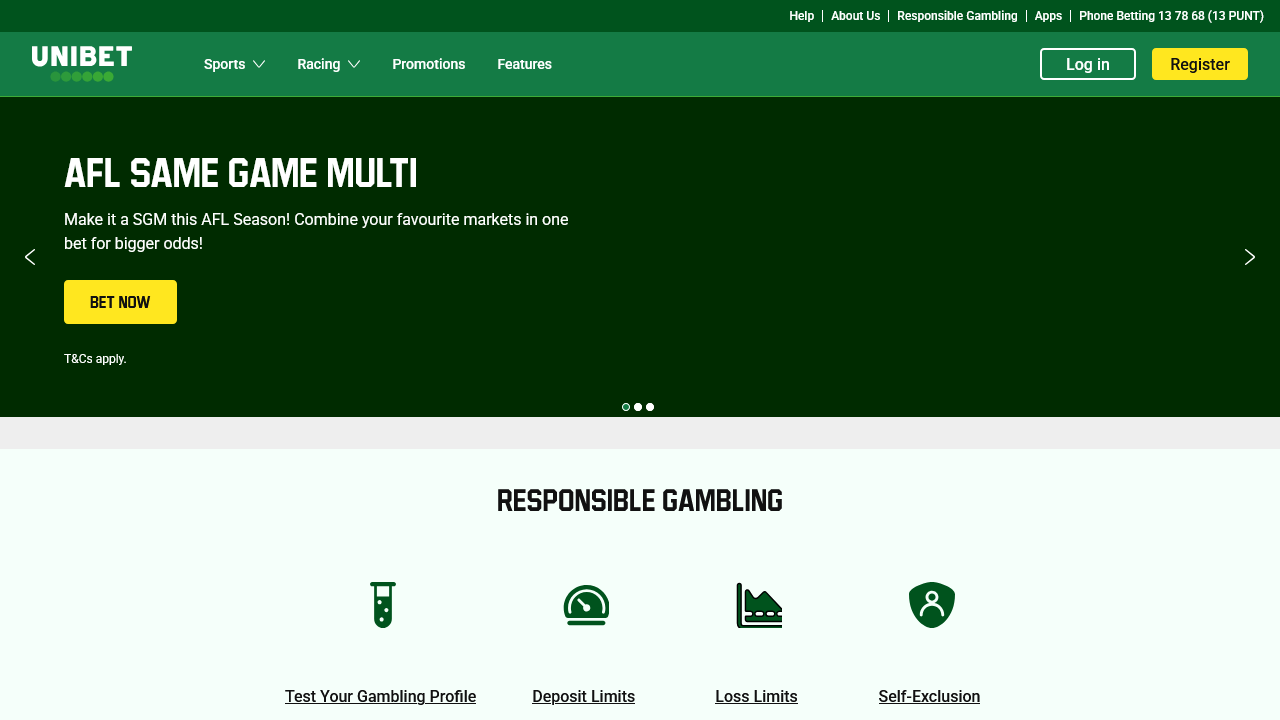 Help
About Us
Responsible Gambling
Apps
Phone Betting 13 78 68 (13 PUNT)
UNIBET
Sports
Racing
Promotions
Features
Log in
Register
AFL SAME GAME MULTI
Make it a SGM this AFL Season! Combine your favourite markets in one
bet for bigger odds!
BET NOW
T&Cs apply.
RESPONSIBLE GAMBLING
Test Your Gambling Profile
Deposit Limits
Loss Limits
Self-Exclusion